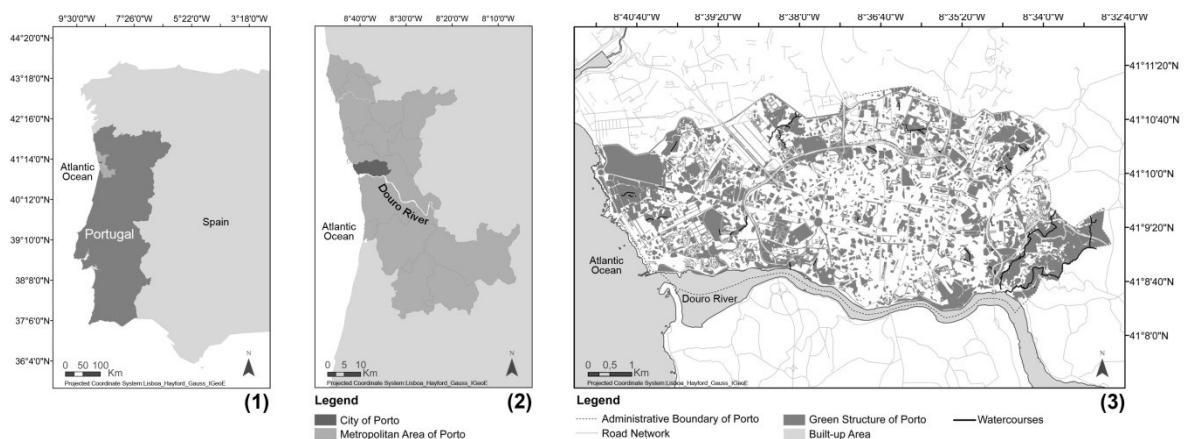 9°30'0"W 7°26'0"W 5°22'0"W 3°18'0"W
44°20'0"N
43°18'0"N
42°16'0"N
41°14'0"N
40°12'0"N
39°10'0"N
38°8'0"N
37°6'0"N
36°4'0"N
Atlantic
Ocean
Portugal
Spain
0 50 100
Km
N
Projected Coordinate System:Lisboa_Hayford_Gauss_IGeoE
(1)
8°40'0"W 8°30'0"W 8°10'0"W
Douro River
Atlantic
Ocean
0 5 10
Km
N
Projected Coordinate System:Lisboa_Hayford_Gauss_IGeoE
(2)
Legend
City of Porto
Metropolitan Area of Porto
8°40'40"W 8°39'20"W 8°38'0"W 8°36'40"W 8°35'20"W 8°34'0"W 8°32'40"W
41°11'20"N
41°10'40"N
41°10'0"N
41°9'20"N
41°8'40"N
41°8'0"N
Atlantic
Ocean
Douro River
0 0,5 1
Km
N
Projected Coordinate System:Lisboa_Hayford_Gauss_IGeoE
(3)
Legend
Administrative Boundary of Porto
Road Network
Green Structure of Porto
Built-up Area
Watercourses